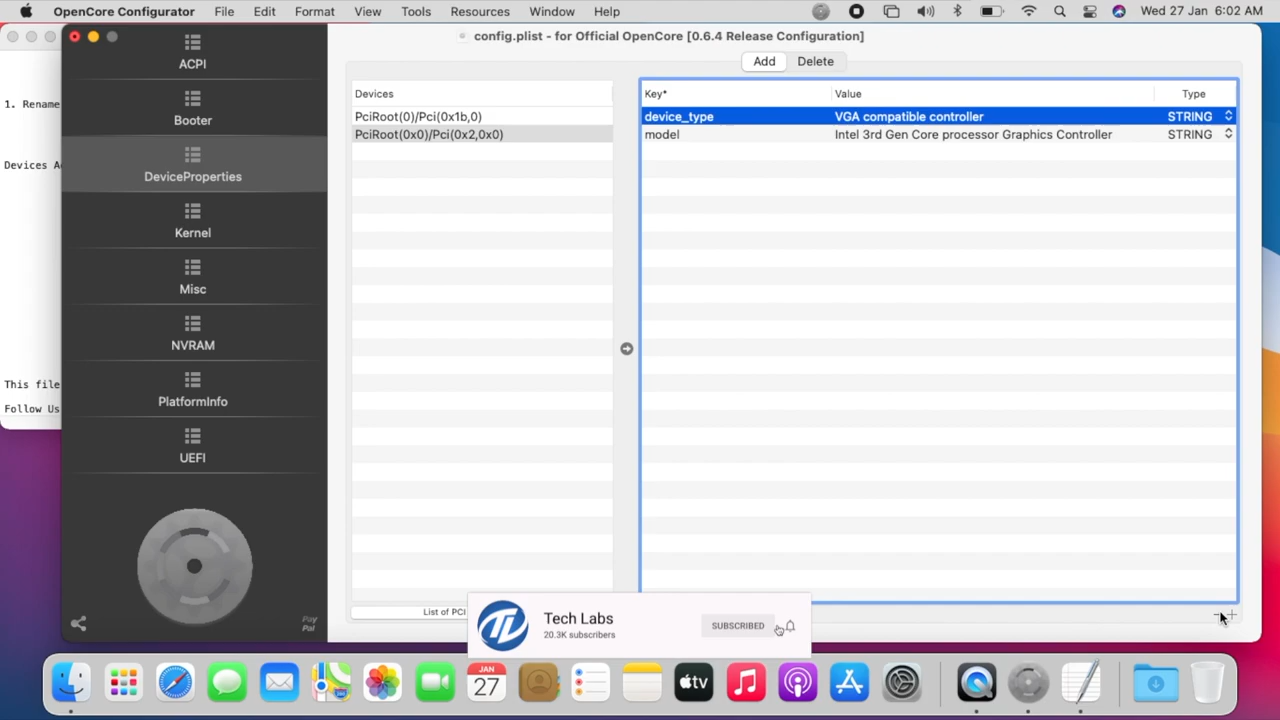 OpenCore Configurator File Edit Format View Tools Resources Window Help Wed 27 Jan 6:02 AM
config.plist - for Official OpenCore [0.6.4 Release Configuration]
Add Delete
1. Rename
Devices A
This file
Follow Us
ACPI
Booter
DeviceProperties
Kernel
Misc
NVRAM
PlatformInfo
UEFI
Pay
Pal
Devices
PciRoot(0)/Pci(0x1b,0)
PciRoot(0x0)/Pci(0x2,0x0)
List of PCI
Key* Value Type
device_type VGA compatible controller STRING
model Intel 3rd Gen Core processor Graphics Controller STRING
TL
Tech Labs
20.3K subscribers
SUBSCRIBED
JAN
27
tv